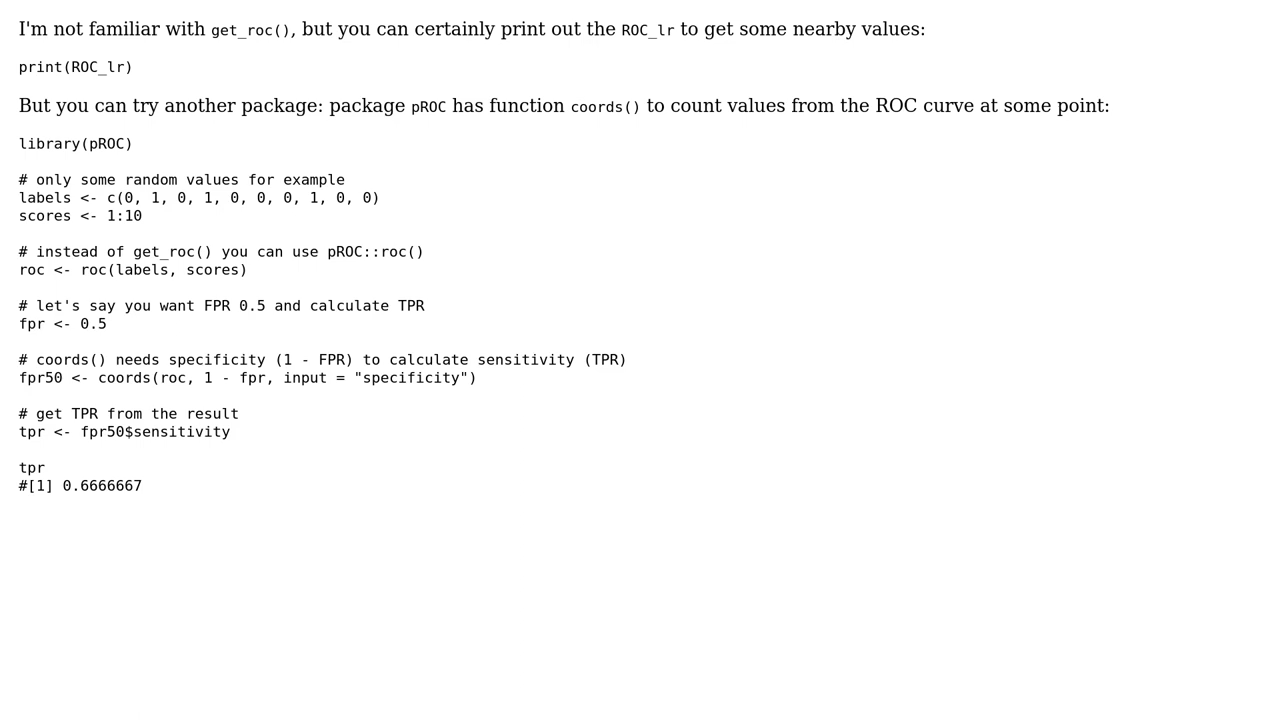 I'm not familiar with get_roc(), but you can certainly print out the ROC_lr to get some nearby values:
print(ROC_lr)
But you can try another package: package pROC has function coords() to count values from the ROC curve at some point:
library(pROC)
# only some random values for example
labels <- c(0, 1, 0, 1, 0, 0, 0, 1, 0, 0)
scores <- 1:10
# instead of get_roc() you can use pROC::roc()
roc <- roc(labels, scores)
# let's say you want FPR 0.5 and calculate TPR
fpr <- 0.5
# coords() needs specificity (1 - FPR) to calculate sensitivity (TPR)
fpr50 <- coords(roc, 1 - fpr, input = "specificity")
# get TPR from the result
tpr <- fpr50$sensitivity
tpr
#[1] 0.6666667